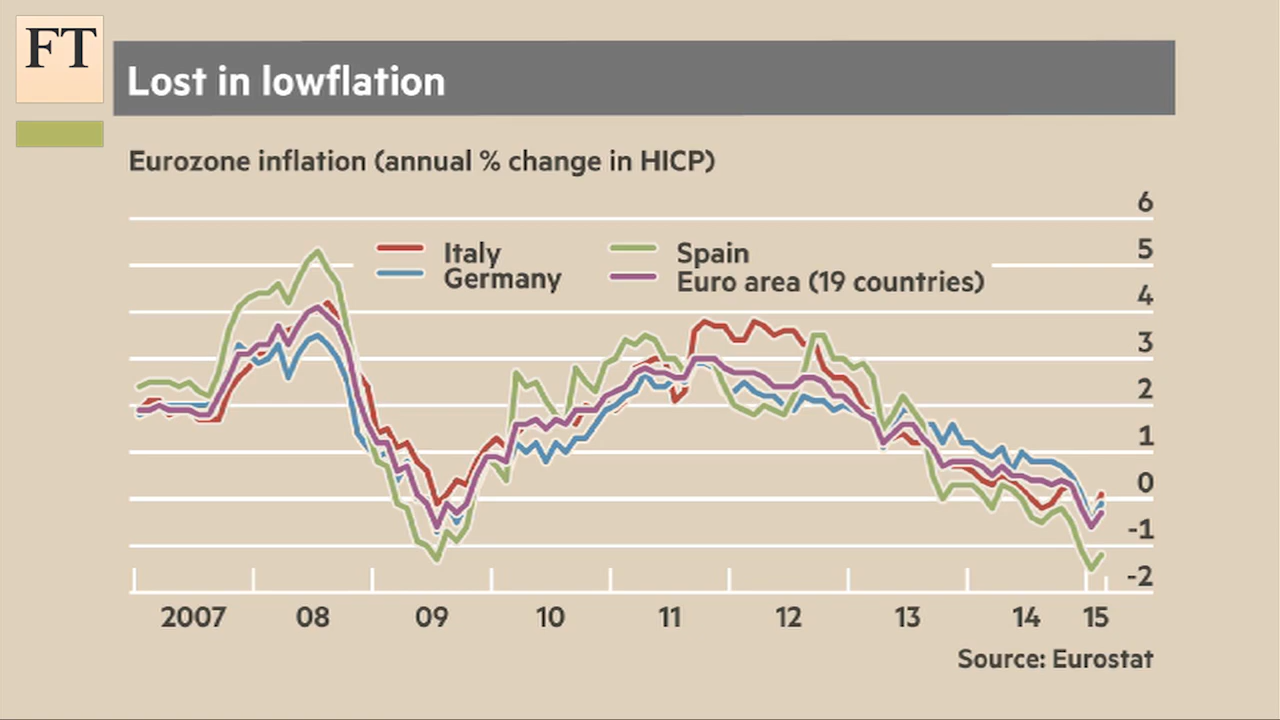 FT
Lost in lowflation
Eurozone inflation (annual % change in HICP)
6
Italy
Spain
5
Germany
Euro area (19 countries)
4
3
2
1
0
-1
-2
2007 08 09 10 11 12 13 14 15
Source: Eurostat